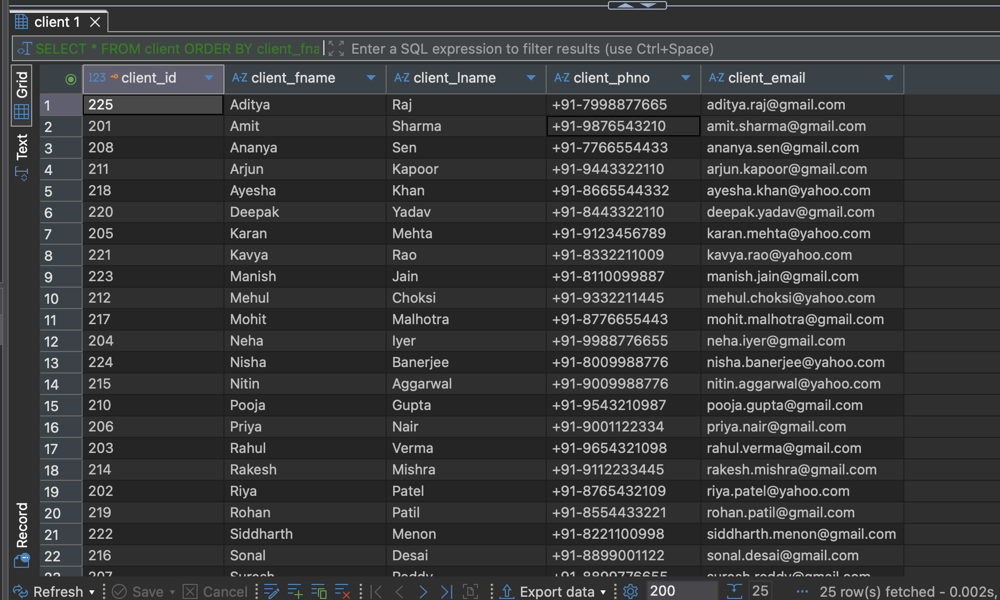 client 1
SELECT * FROM client ORDER BY client_fna Enter a SQL expression to filter results (use Ctrl+Space)
Grid
Text
Record
123 client_id A-Z client_fname A-Z client_lname A-Z client_phno A-Z client_email
1 225 Aditya Raj +91-7998877665 aditya.raj@gmail.com
2 201 Amit Sharma +91-9876543210 amit.sharma@gmail.com
3 208 Ananya Sen +91-7766554433 ananya.sen@gmail.com
4 211 Arjun Kapoor +91-9443322110 arjun.kapoor@gmail.com
5 218 Ayesha Khan +91-8665544332 ayesha.khan@yahoo.com
6 220 Deepak Yadav +91-8443322110 deepak.yadav@gmail.com
7 205 Karan Mehta +91-9123456789 karan.mehta@yahoo.com
8 221 Kavya Rao +91-8332211009 kavya.rao@yahoo.com
9 223 Manish Jain +91-8110099887 manish.jain@gmail.com
10 212 Mehul Choksi +91-9332211445 mehul.choksi@yahoo.com
11 217 Mohit Malhotra +91-8776655443 mohit.malhotra@gmail.com
12 204 Neha Iyer +91-9988776655 neha.iyer@gmail.com
13 224 Nisha Banerjee +91-8009988776 nisha.banerjee@yahoo.com
14 215 Nitin Aggarwal +91-9009988776 nitin.aggarwal@yahoo.com
15 210 Pooja Gupta +91-9543210987 pooja.gupta@gmail.com
16 206 Priya Nair +91-9001122334 priya.nair@gmail.com
17 203 Rahul Verma +91-9654321098 rahul.verma@gmail.com
18 214 Rakesh Mishra +91-9112233445 rakesh.mishra@gmail.com
19 202 Riya Patel +91-8765432109 riya.patel@yahoo.com
20 219 Rohan Patil +91-8554433221 rohan.patil@gmail.com
21 222 Siddharth Menon +91-8221100998 siddharth.menon@gmail.com
22 216 Sonal Desai +91-8899001122 sonal.desai@gmail.com
23 207 Suresh Reddy +91-8899776655 suresh.reddy@gmail.com
Refresh Save Cancel Export data 200 25 ... 25 row(s) fetched - 0.002s,